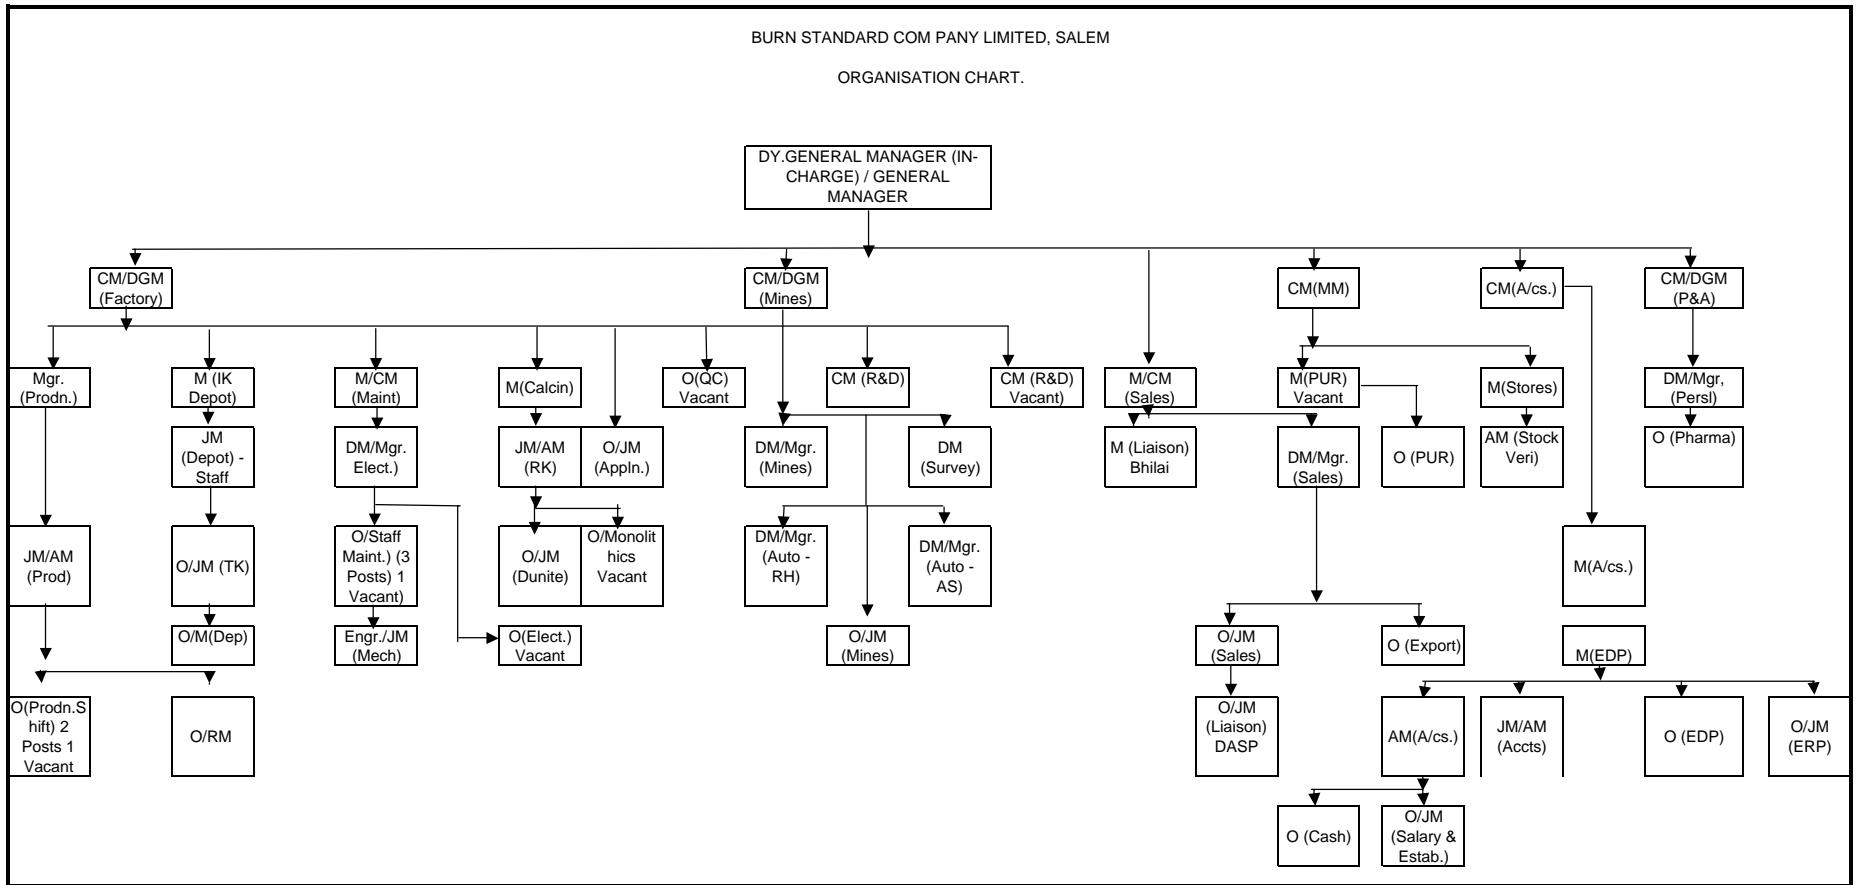 BURN STANDARD COM PANY LIMITED, SALEM
ORGANISATION CHART.
DY.GENERAL MANAGER (IN-
CHARGE) / GENERAL
MANAGER
CM/DGM
(Factory)
CM/DGM
(Mines)
CM(MM)
CM(A/cs.)
CM/DGM
(P&A)
Mgr.
(Prodn.)
M (IK
Depot)
M/CM
(Maint)
M(Calcin)
O(QC)
Vacant
CM (R&D)
CM (R&D)
Vacant)
M/CM
(Sales)
M(PUR)
Vacant
M(Stores)
DM/Mgr,
(Persl)
JM
(Depot) -
Staff
DM/Mgr.
Elect.)
JM/AM
(RK)
O/JM
(Appln.)
DM/Mgr.
(Mines)
DM
(Survey)
M (Liaison)
Bhilai
DM/Mgr.
(Sales)
O (PUR)
AM (Stock
Veri)
O (Pharma)
JM/AM
(Prod)
O/JM (TK)
O/Staff
Maint.) (3
Posts) 1
Vacant)
O/JM
(Dunite)
O/Monolit
hics
Vacant
DM/Mgr.
(Auto -
RH)
DM/Mgr.
(Auto -
AS)
M(A/cs.)
O/M(Dep)
Engr./JM
(Mech)
O(Elect.)
Vacant
O/JM
(Mines)
O/JM
(Sales)
O (Export)
M(EDP)
O(Prodn.S
hift) 2
Posts 1
Vacant
O/RM
O/JM
(Liaison)
DASP
AM(A/cs.)
JM/AM
(Accts)
O (EDP)
O/JM
(ERP)
O (Cash)
O/JM
(Salary &
Estab.)